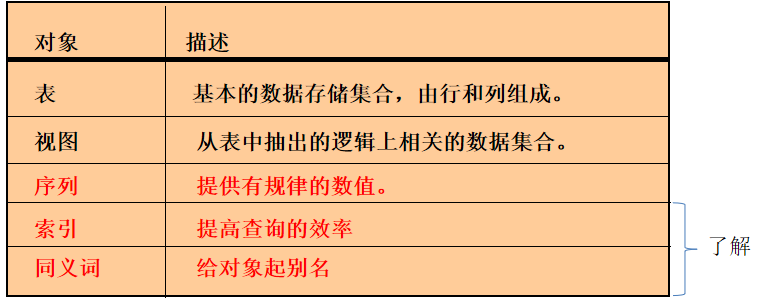 对象 描述
表 基本的数据存储集合，由行和列组成。
视图 从表中抽出的逻辑上相关的数据集合。
序列 提供有规律的数值。
索引 提高查询的效率
了解
同义词 给对象起别名